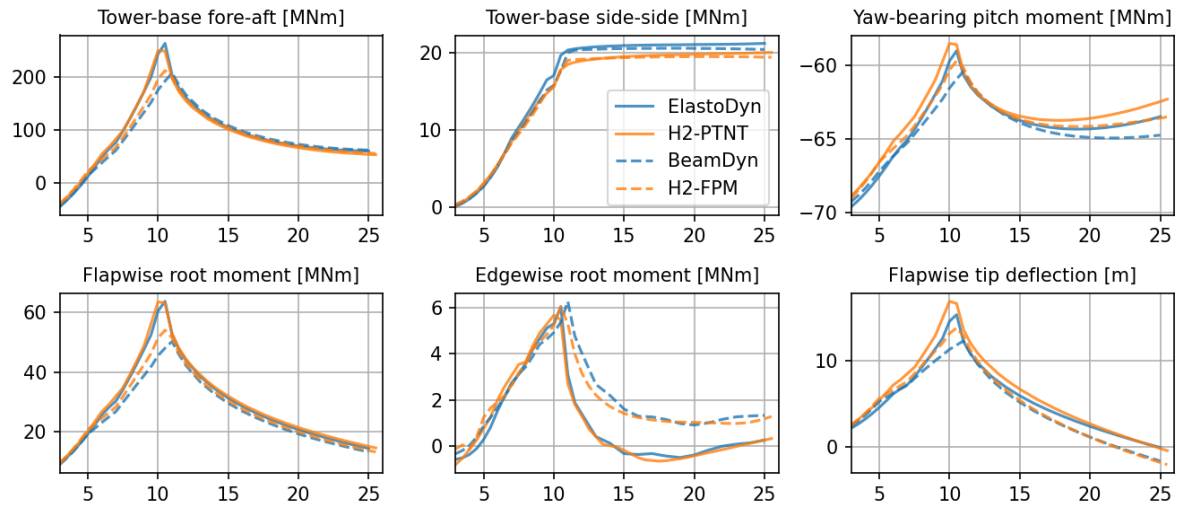 Tower-base fore-aft [MNm]
200
100
0
5 10 15 20 25
Tower-base side-side [MNm]
20
10
0
ElastoDyn
H2-PTNT
BeamDyn
H2-FPM
5 10 15 20 25
Yaw-bearing pitch moment [MNm]
−60
−65
−70
5 10 15 20 25
Flapwise root moment [MNm]
60
40
20
5 10 15 20 25
Edgewise root moment [MNm]
6
4
2
0
5 10 15 20 25
Flapwise tip deflection [m]
10
0
5 10 15 20 25